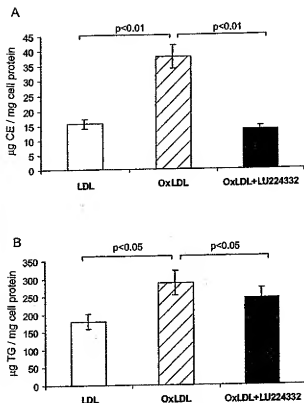 A
p<0.01 p<0.01
µg CE / mg cell protein
45
40
35
30
25
20
15
10
5
0
LDL OxLDL OxLDL+LU224332
B
p<0.05 p<0.05
µg TG / mg cell protein
350
300
250
200
150
100
50
0
LDL OxLDL OxLDL+LU224332